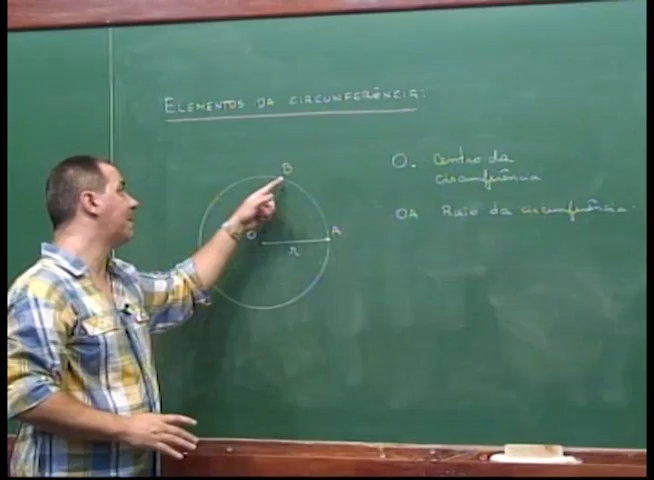 ELEMENTOS DA CIRCUNFERÊNCIA:
B
O. Centro da
circunferência
OA Raio da circunferência.
O
A
r